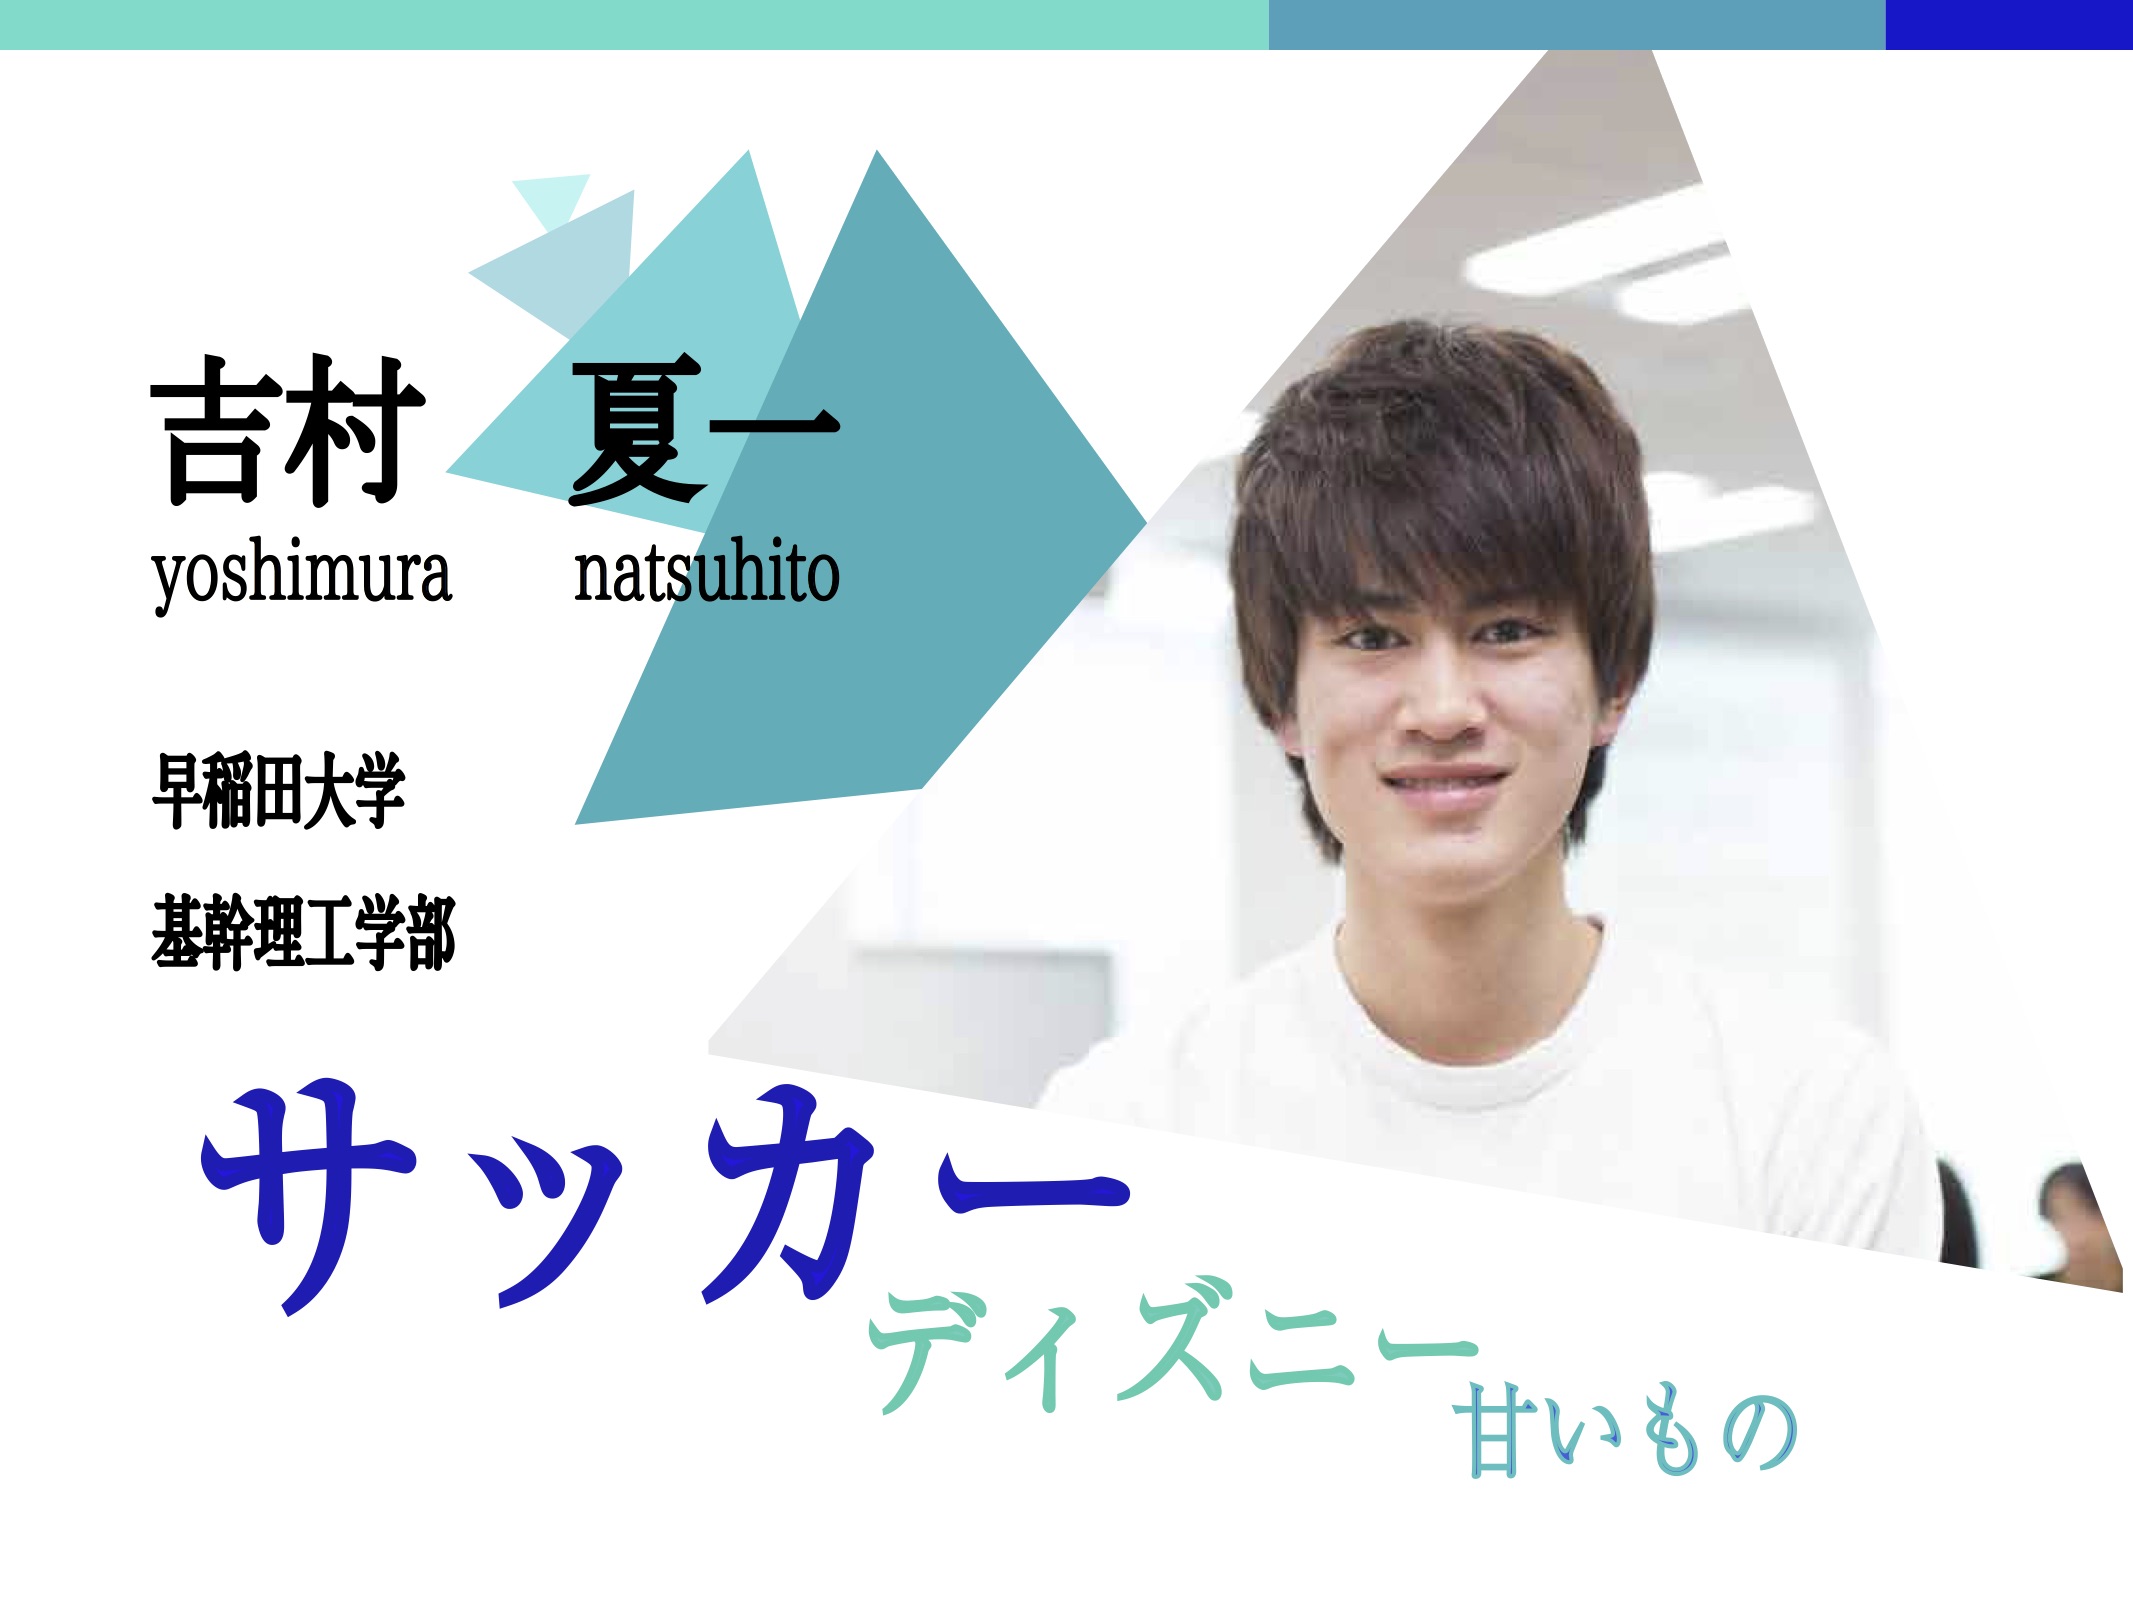 吉村 夏一
yoshimura natsuhito
早稲田大学
基幹理工学部
サッカー
ディズニー
甘いもの